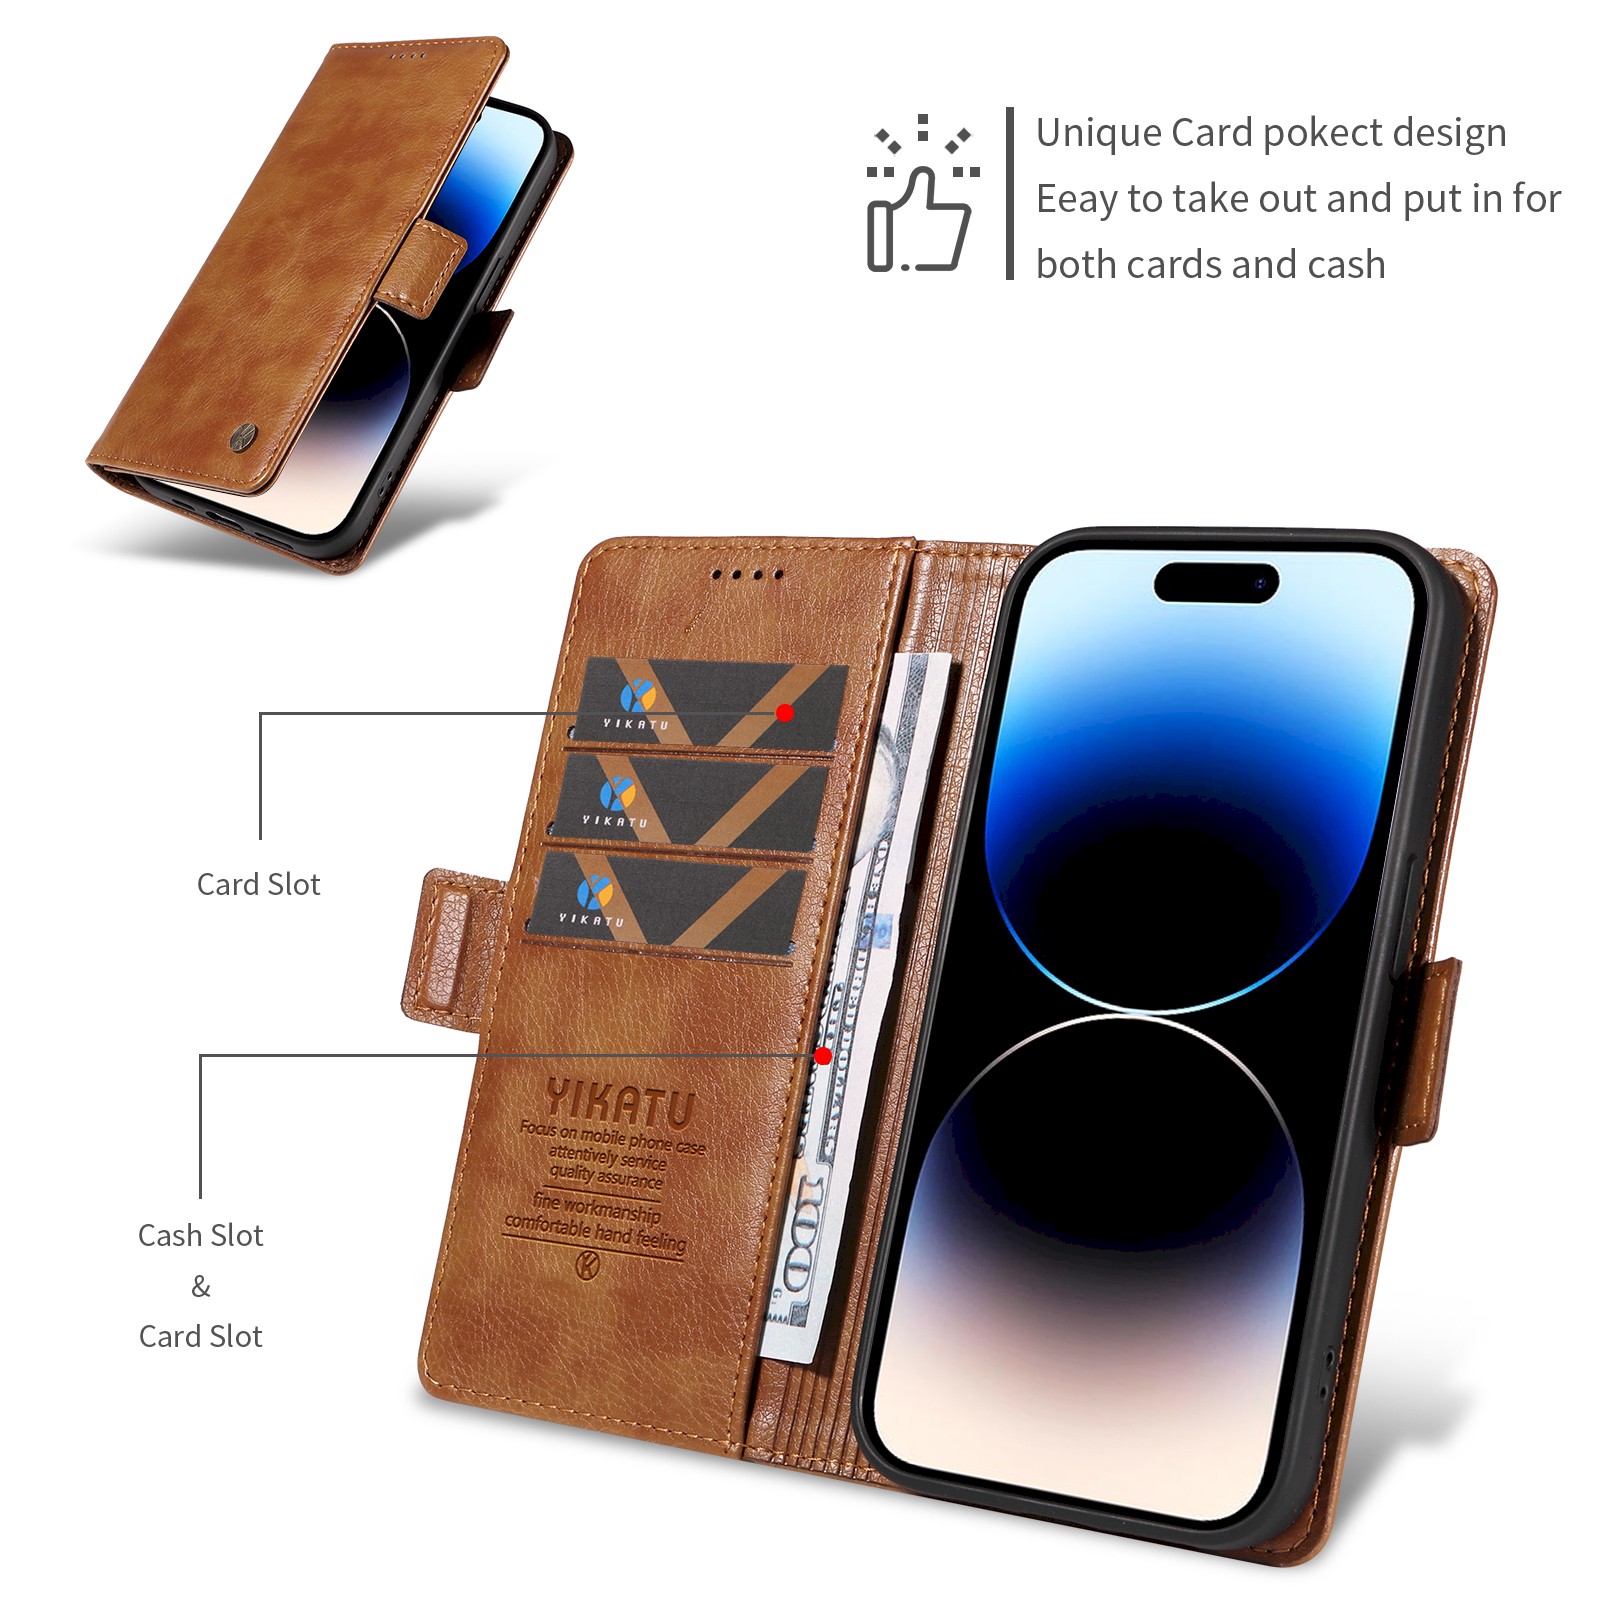 Unique Card pokect design
Eeay to take out and put in for
both cards and cash
YIKATU
YIKATU
YIKATU
Card Slot
YIKATU
Focus on mobile phone case
attentively service
quality assurance
fine workmanship
comfortable hand feeling
K
100
Cash Slot
&
Card Slot